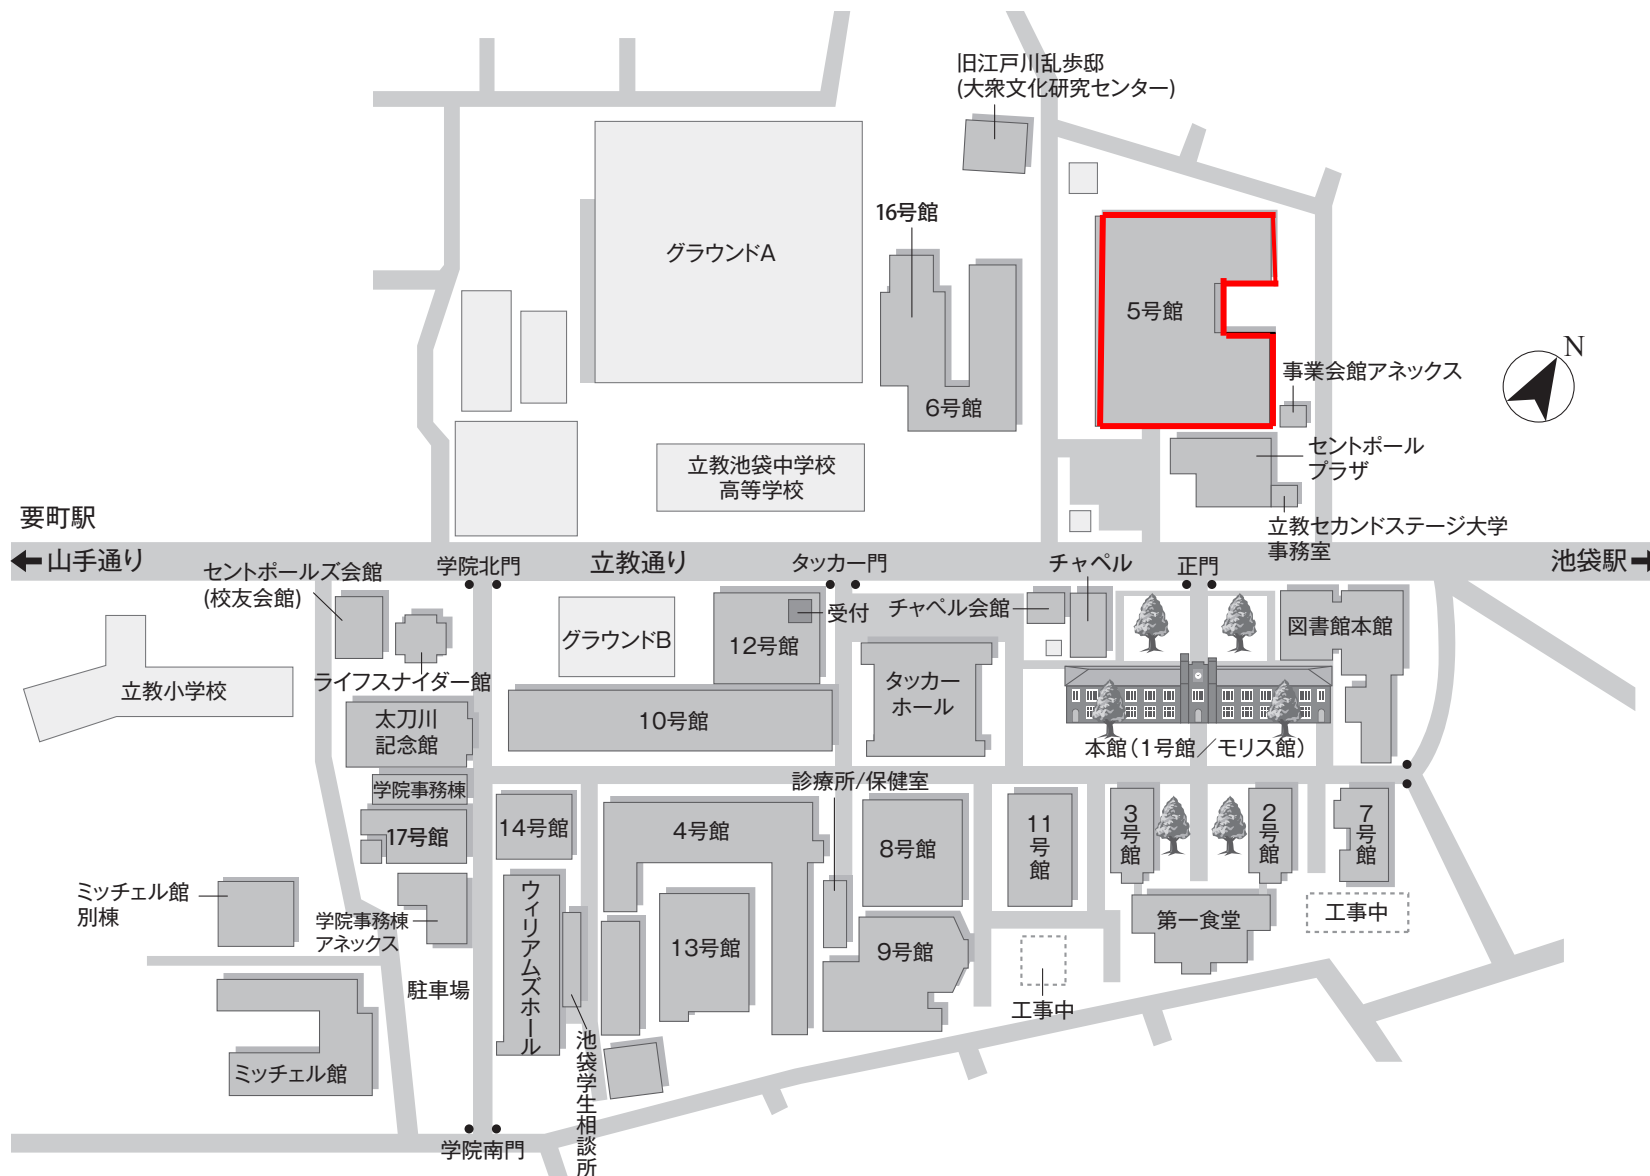 旧江戸川乱歩邸
(大衆文化研究センター)
16号館
グラウンドA
5号館
N
事業会館アネックス
6号館
セントポール
プラザ
立教池袋中学校
高等学校
立教セカンドステージ大学
事務室
要町駅
山手通り
学院北門
立教通り
タッカー門
チャペル
正門
池袋駅
セントポールズ会館
(校友会館)
グラウンドB
12号館
受付
チャペル会館
図書館本館
ライフスナイダー館
立教小学校
タッカー
ホール
太刀川
記念館
10号館
本館(1号館/モリス館)
学院事務棟
診療所/保健室
17号館
14号館
4号館
8号館
11号館
3号館
2号館
7号館
ミッチェル館
別棟
学院事務棟
アネックス
ウィリアムズホール
13号館
9号館
第一食堂
工事中
駐車場
工事中
池袋学生相談所
ミッチェル館
学院南門